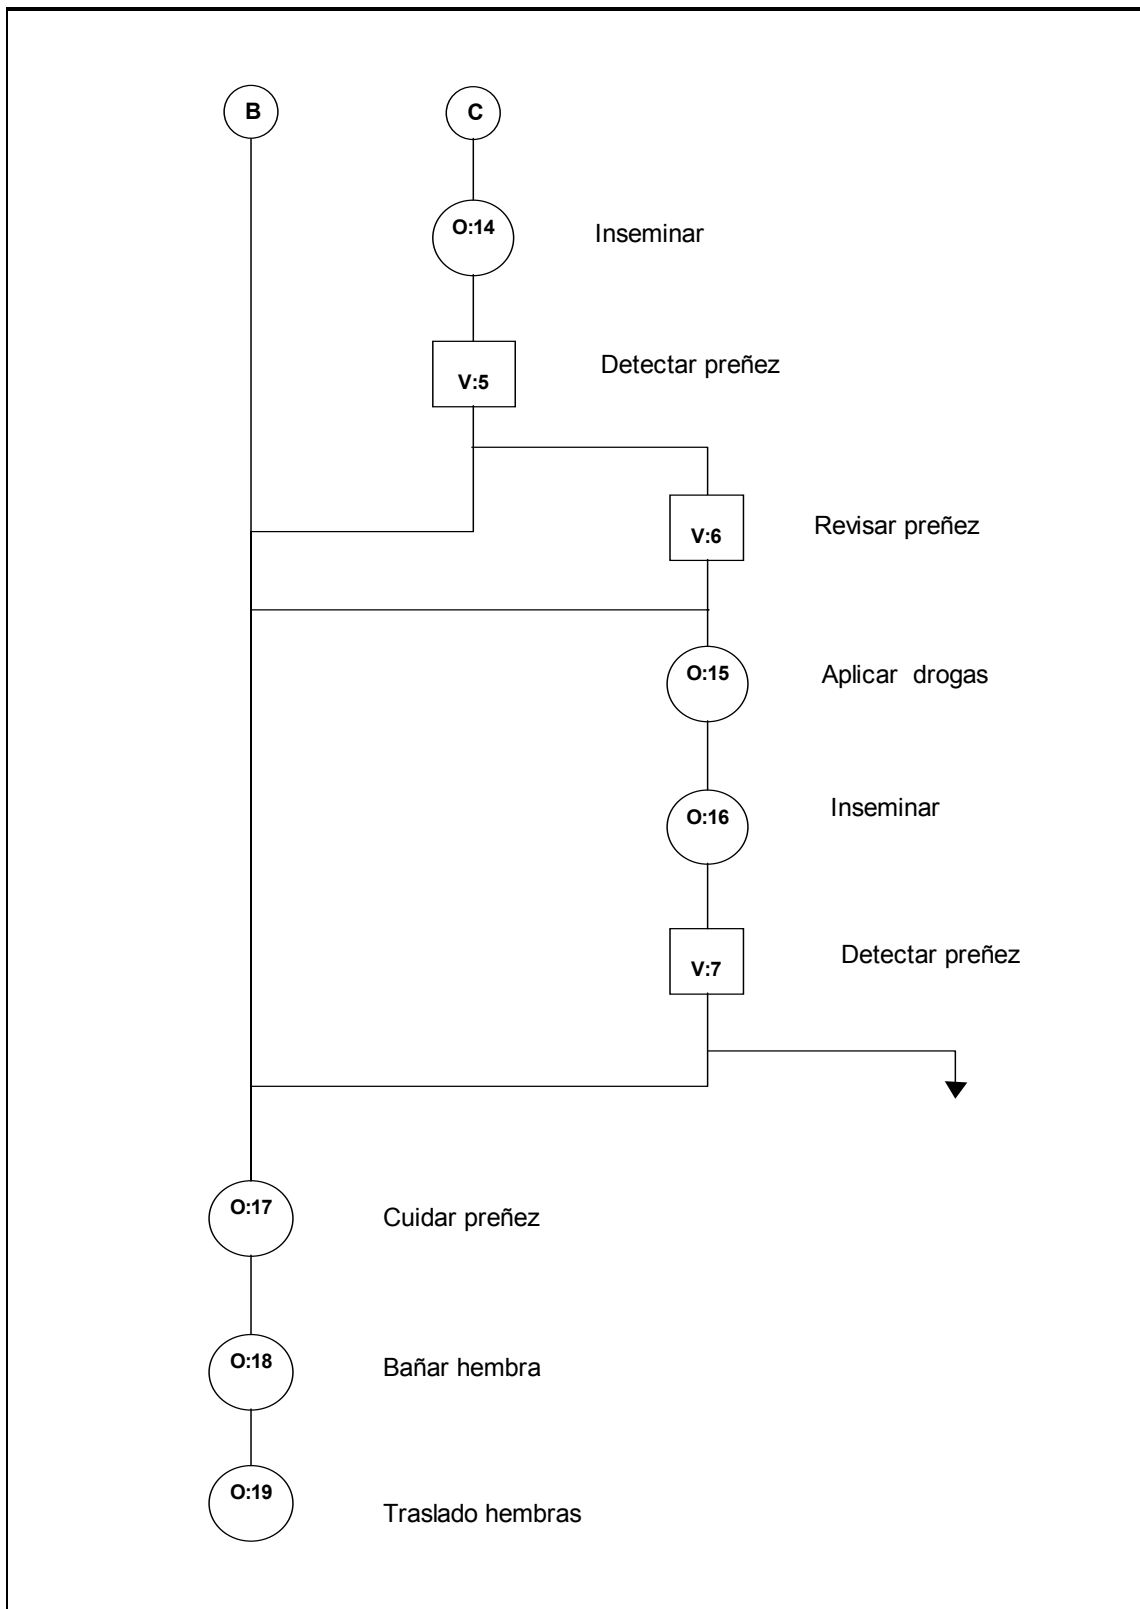 B
C
O:14
Inseminar
V:5
Detectar preñez
V:6
Revisar preñez
O:15
Aplicar drogas
O:16
Inseminar
V:7
Detectar preñez
O:17
Cuidar preñez
O:18
Bañar hembra
O:19
Traslado hembras